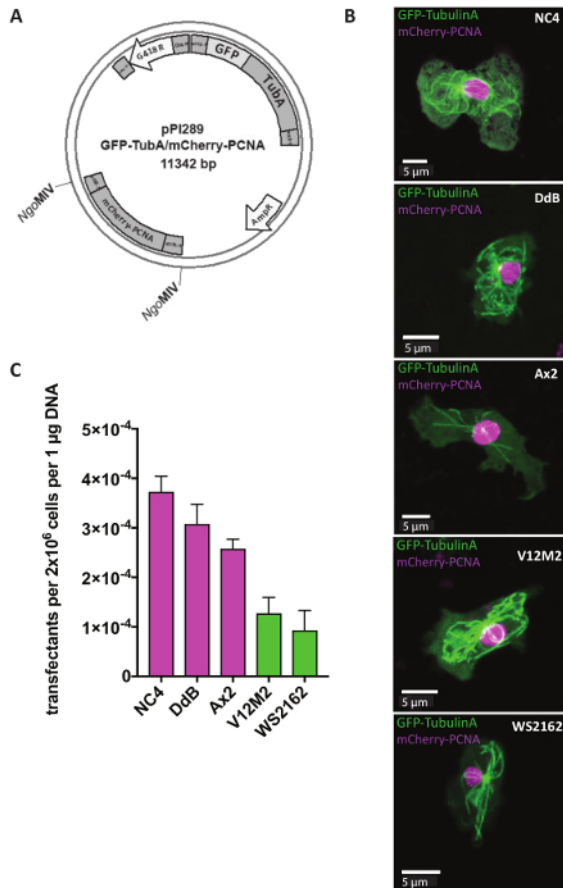 A
G418R
GFP
TubA
pPI289
GFP-TubA/mCherry-PCNA
11342 bp
NgoMIV
mCherry-PCNA
AmpR
NgoMIV
B
GFP-TubulinA
NC4
mCherry-PCNA
5 μm
GFP-TubulinA
DdB
mCherry-PCNA
5 μm
GFP-TubulinA
Ax2
mCherry-PCNA
5 μm
GFP-TubulinA
V12M2
mCherry-PCNA
5 μm
GFP-TubulinA
WS2162
mCherry-PCNA
5 μm
C
transfectants per 2x10⁶ cells per 1 μg DNA
5×10⁻⁴
4×10⁻⁴
3×10⁻⁴
2×10⁻⁴
1×10⁻⁴
0
NC4
DdB
Ax2
V12M2
WS2162